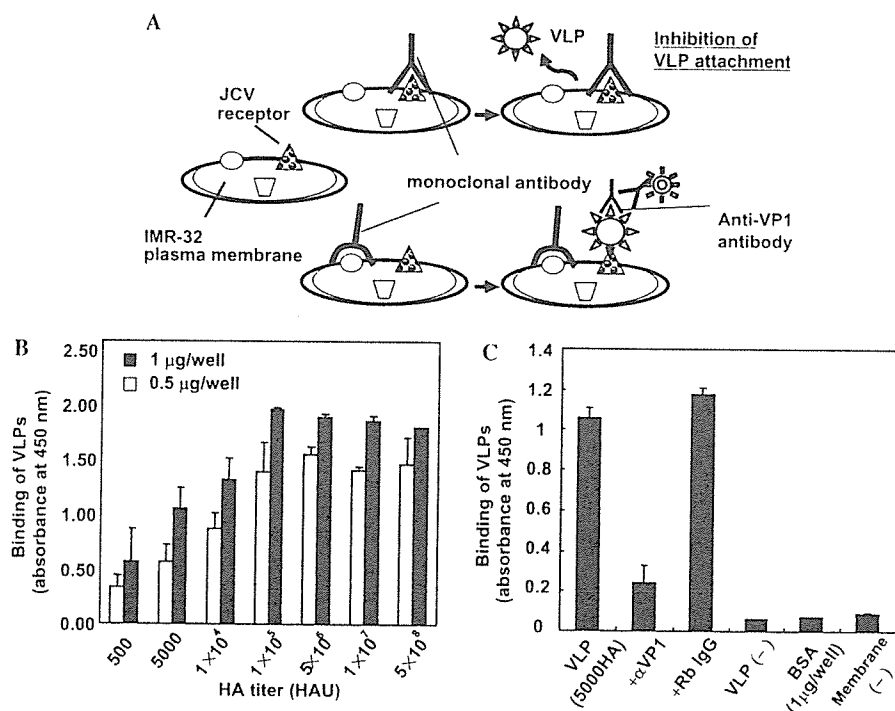 A
VLP
Inhibition of
VLP attachment
JCV
receptor
monoclonal antibody
IMR-32
plasma membrane
Anti-VP1
antibody
B
2.50
2.00
1.50
1.00
0.50
0.00
Binding of VLPs
(absorbance at 450 nm)
1 μg/well
0.5 μg/well
500
5000
1×10⁴
1×10⁵
5×10⁶
1×10⁷
5×10⁸
HA titer (HAU)
C
1.4
1.2
1
0.8
0.6
0.4
0.2
0
Binding of VLPs
(absorbance at 450 nm)
VLP
(5000HA)
+αVP1
+Rb IgG
VLP (−)
BSA
(1μg/well)
Membrane
(−)